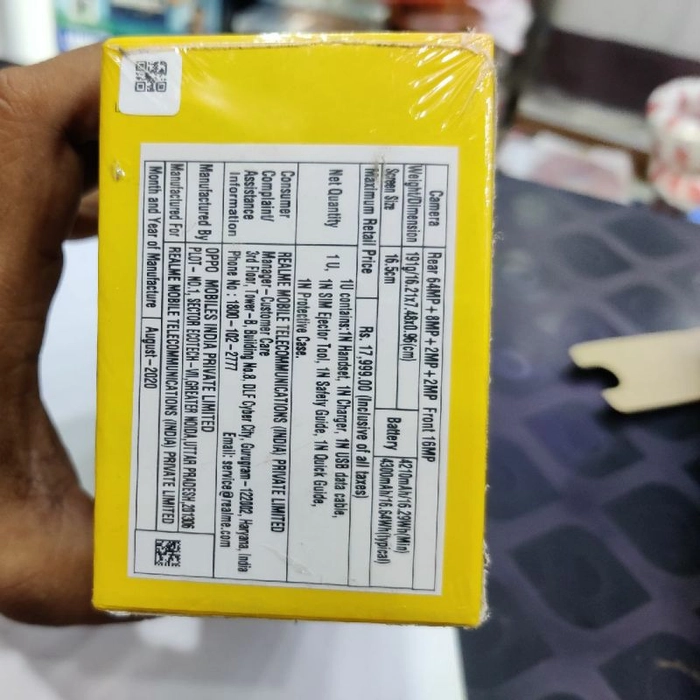 Camera Rear 64MP + 8MP + 2MP + 2MP Front 16MP
Weight/Dimension 191g/16.21x7.48x0.96(cm)
Screen Size 16.5cm Battery 4210mAh/16.29Wh(Min)
4300mAh/16.64Wh(Typical)
Maximum Retail Price Rs. 17,999.00 (Inclusive of all taxes)
Net Quantity 1 U, 1U contains:1N Handset, 1N Charger, 1N USB data cable,
1N SIM Ejector Tool, 1N Safety Guide, 1N Quick Guide,
1N Protective Case.
Consumer REALME MOBILE TELECOMMUNICATIONS (INDIA) PRIVATE LIMITED
Complaint/ Manager – Customer Care
Assistance 3rd Floor, Tower–B, Building No.8, DLF Cyber City, Gurugram – 122002, Haryana, India
Information Phone No : 1800 – 102 – 2777 Email: service@realme.com
Manufactured By OPPO MOBILES INDIA PRIVATE LIMITED
PLOT – NO.1, SECTOR ECOTECH–VII,GREATER NOIDA,UTTAR PRADESH,201306
Manufactured For REALME MOBILE TELECOMMUNICATIONS (INDIA) PRIVATE LIMITED
Month and Year of Manufacture August–2020